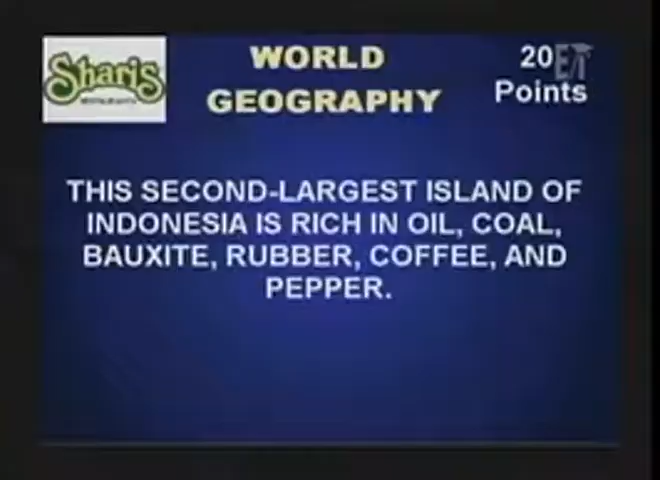 Shari's
WORLD
GEOGRAPHY
20
Points
THIS SECOND-LARGEST ISLAND OF
INDONESIA IS RICH IN OIL, COAL,
BAUXITE, RUBBER, COFFEE, AND
PEPPER.